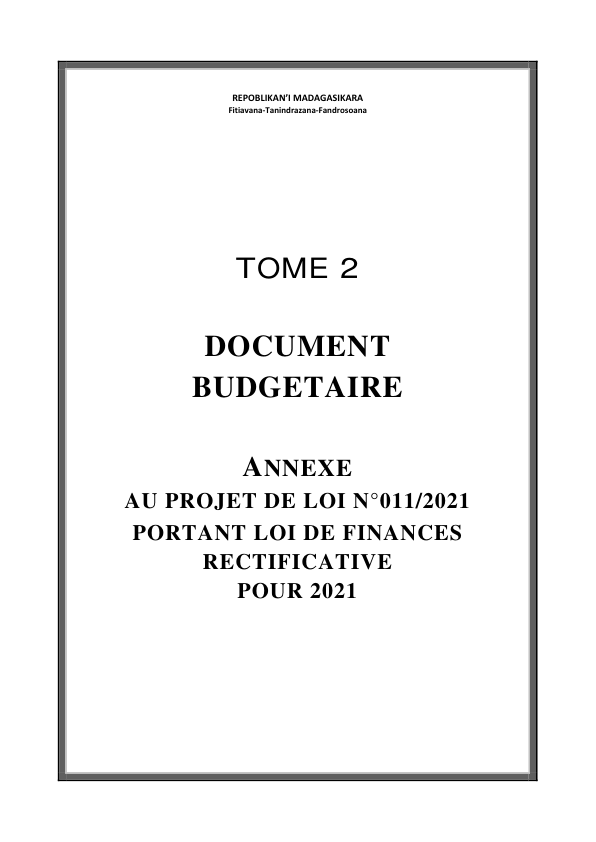 REPOBLIKAN'I MADAGASIKARA
Fitiavana-Tanindrazana-Fandrosoana
TOME 2
DOCUMENT
BUDGETAIRE
ANNEXE
AU PROJET DE LOI N°011/2021
PORTANT LOI DE FINANCES
RECTIFICATIVE
POUR 2021